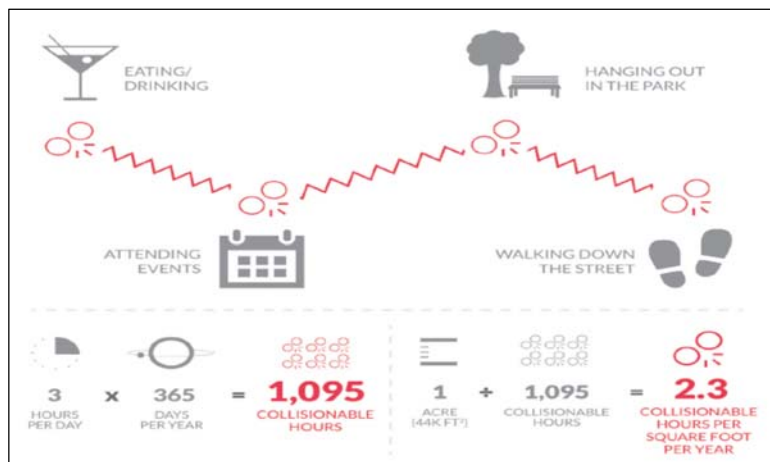 EATING/
DRINKING
HANGING OUT
IN THE PARK
ATTENDING
EVENTS
WALKING DOWN
THE STREET
3 x 365 = 1,095
HOURS
PER DAY
DAYS
PER YEAR
COLLISIONABLE
HOURS
1 + 1,095 = 2.3
ACRE
[44K FT²]
COLLISIONABLE
HOURS
COLLISIONABLE
HOURS PER
SQUARE FOOT
PER YEAR